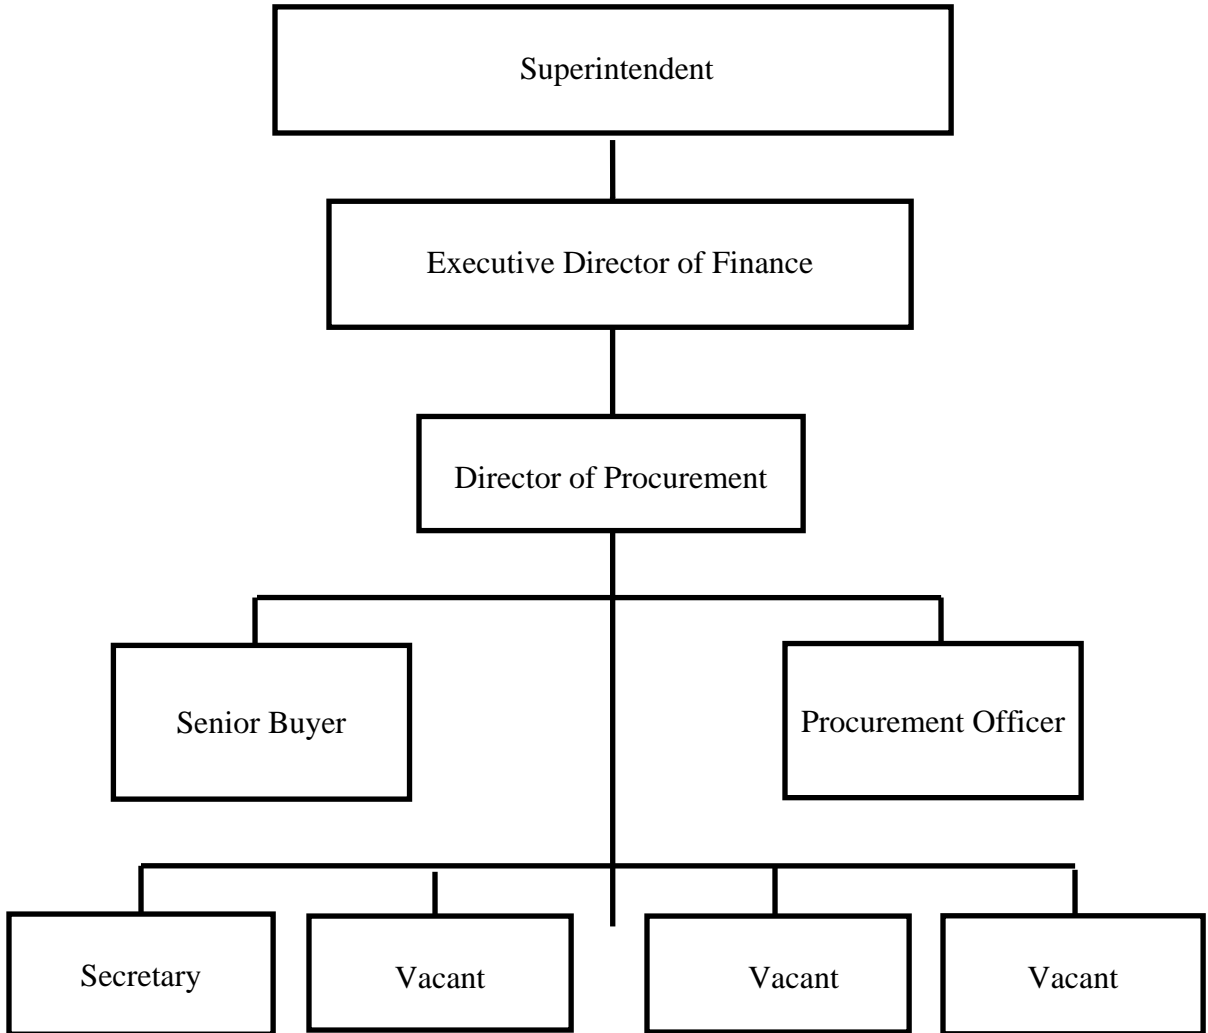 Superintendent
Executive Director of Finance
Director of Procurement
Senior Buyer
Procurement Officer
Secretary
Vacant
Vacant
Vacant